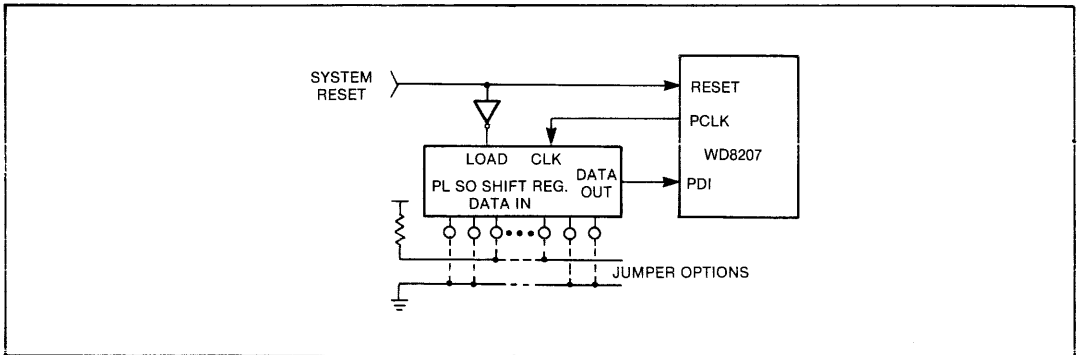 SYSTEM
RESET
RESET
PCLK
WD8207
PDI
LOAD CLK
DATA
OUT
PL SO SHIFT REG.
DATA IN
JUMPER OPTIONS